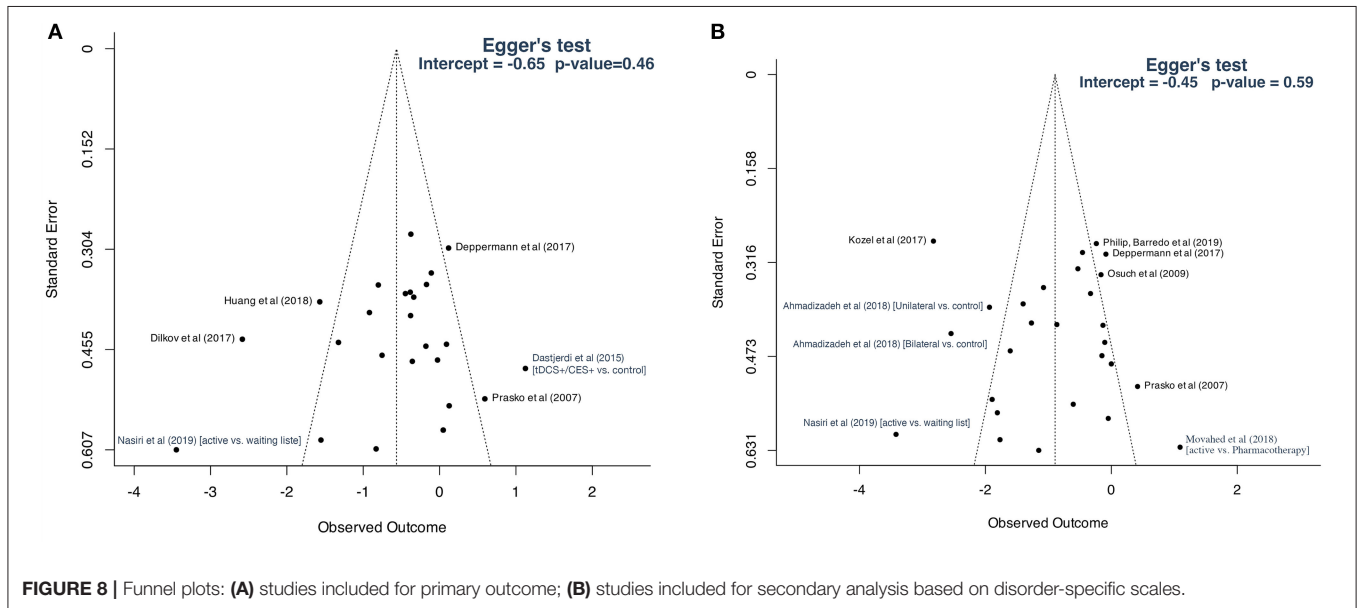 A
Egger's test
Intercept = -0.65 p-value=0.46
Standard Error
0
0.152
0.304
0.455
0.607
Deppermann et al (2017)
Huang et al (2018)
Dilkov et al (2017)
Dastjerdi et al (2015)
[tDCS+/CES+ vs. control]
Prasko et al (2007)
Nasiri et al (2019) [active vs. waiting liste]
-4
-3
-2
-1
0
1
2
Observed Outcome
B
Egger's test
Intercept = -0.45 p-value = 0.59
Standard Error
0
0.158
0.316
0.473
0.631
Kozel et al (2017)
Philip, Barredo et al (2019)
Deppermann et al (2017)
Osuch et al (2009)
Ahmadizadeh et al (2018) [Unilateral vs. control]
Ahmadizadeh et al (2018) [Bilateral vs. control]
Prasko et al (2007)
Nasiri et al (2019) [active vs. waiting list]
Movahed et al (2018)
[active vs. Pharmacotherapy]
-4
-2
0
2
Observed Outcome
FIGURE 8 | Funnel plots: (A) studies included for primary outcome; (B) studies included for secondary analysis based on disorder-specific scales.